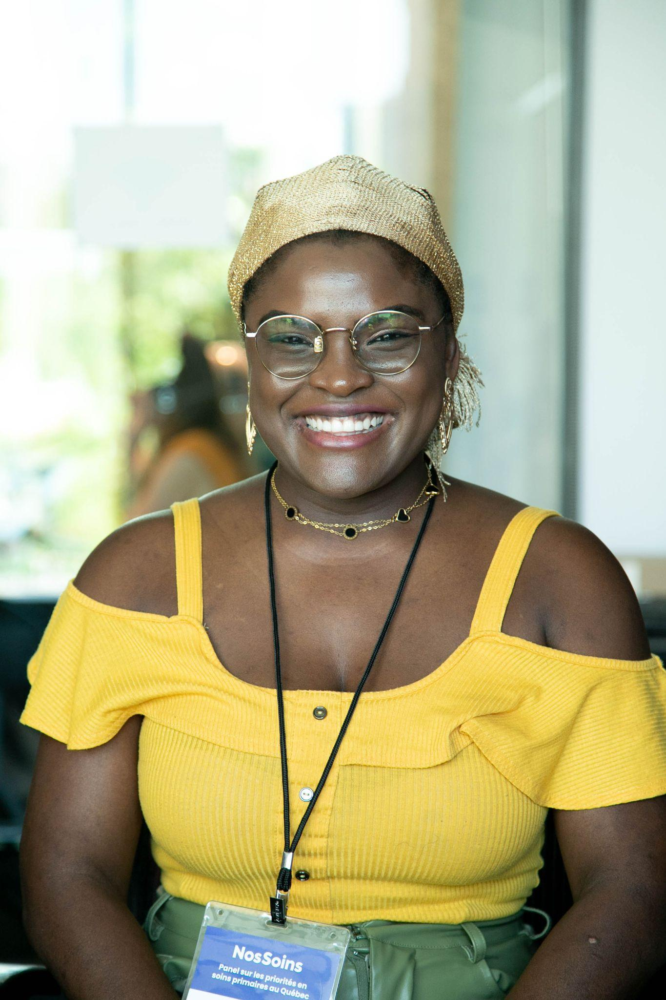 NosSoins
Panel sur les priorités en
soins primaires au Québec